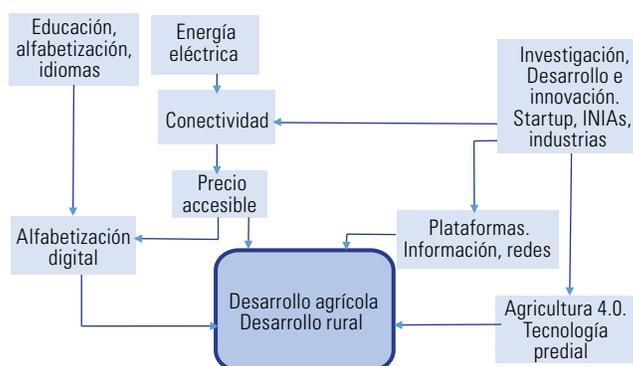 Educación,
alfabetización,
idiomas
Energía
eléctrica
Investigación,
Desarrollo e
innovación.
Startup, INIAs,
industrias
Conectividad
Precio
accesible
Alfabetización
digital
Plataformas.
Información, redes
Desarrollo agrícola
Desarrollo rural
Agricultura 4.0.
Tecnología
predial